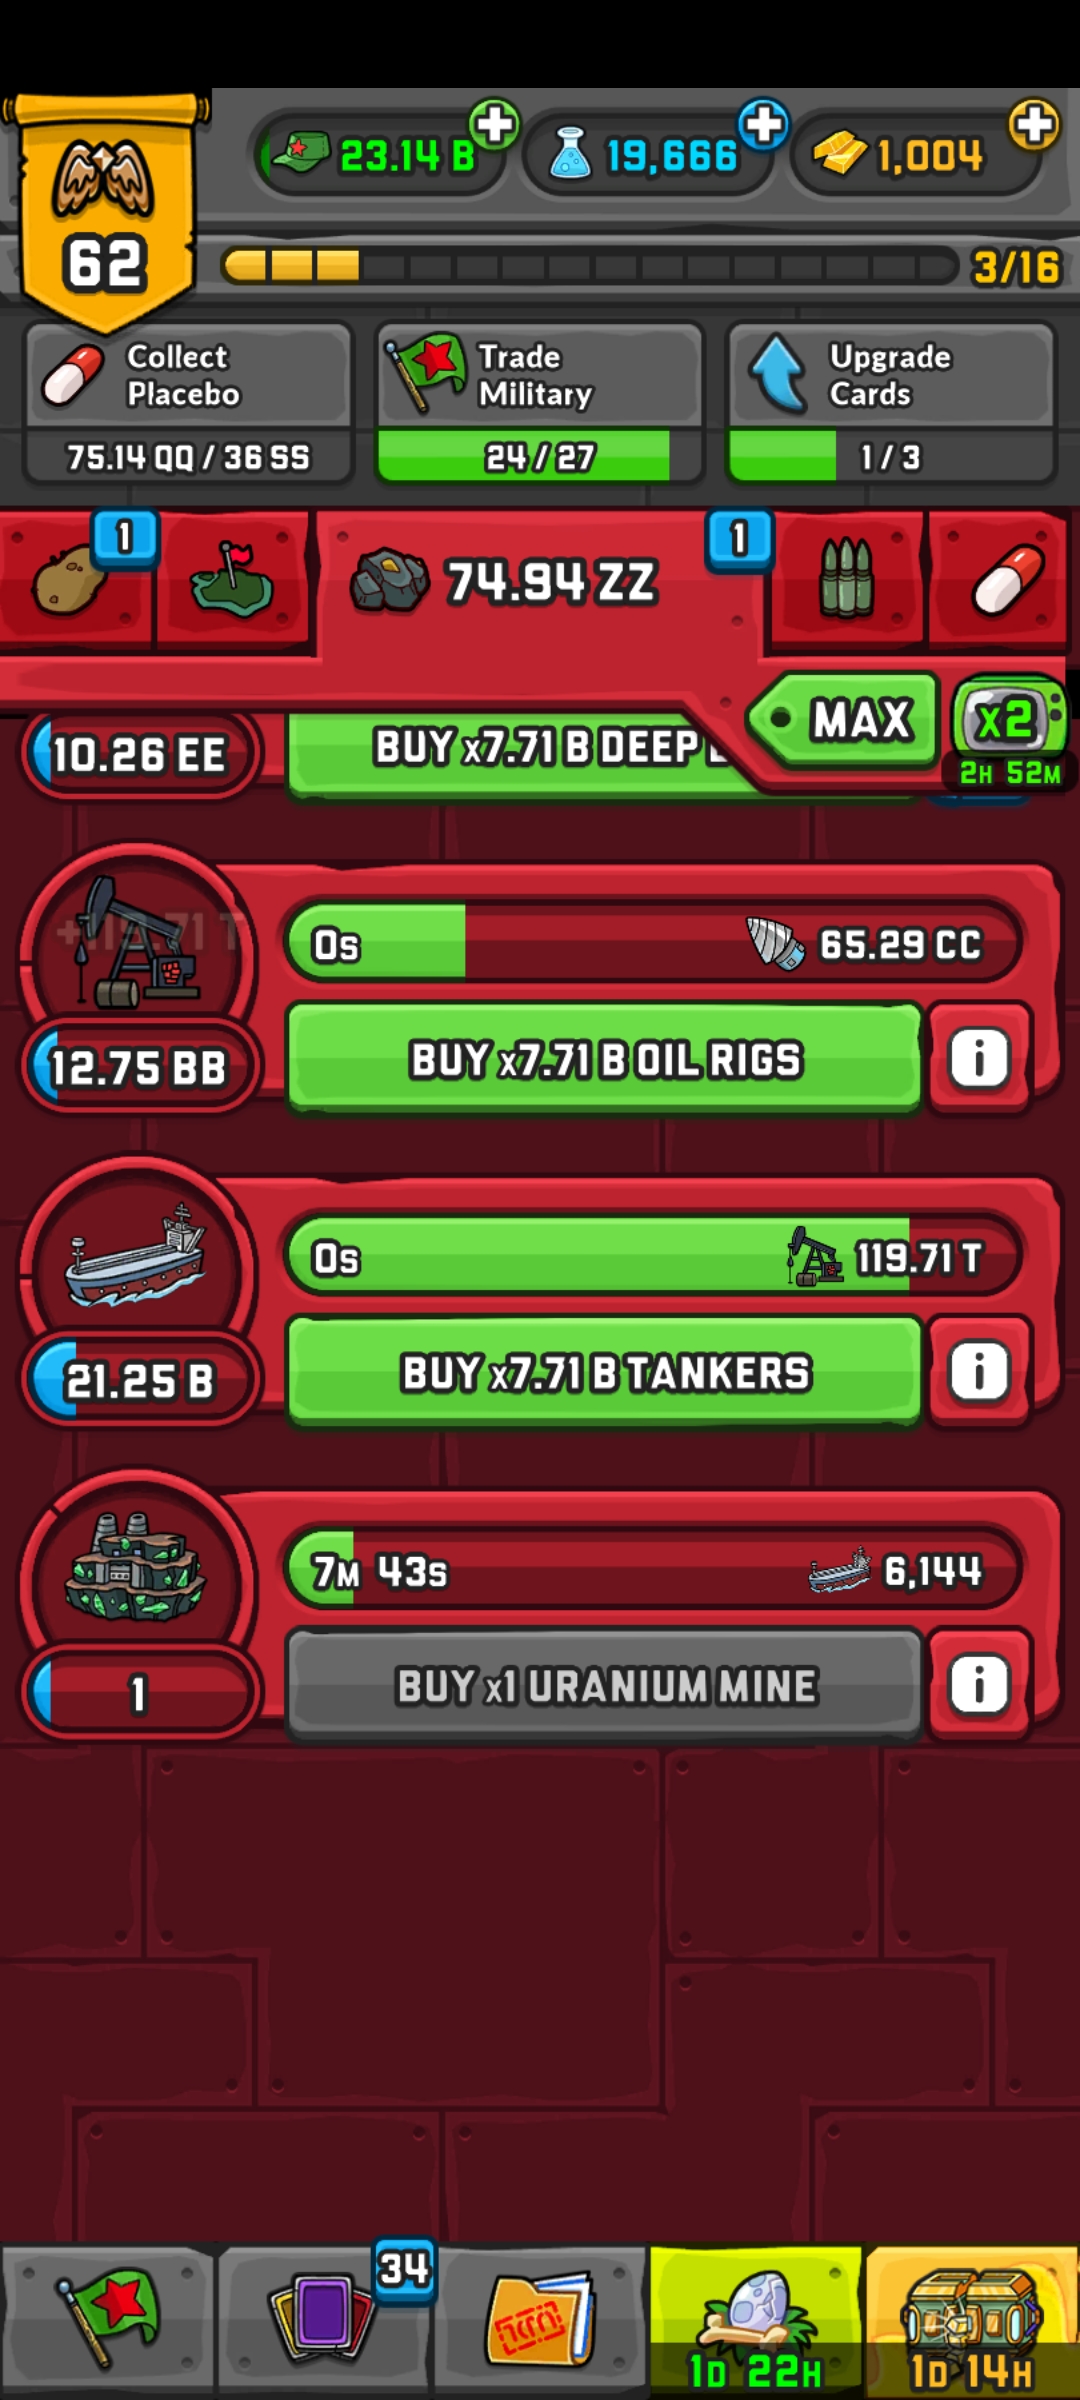 23.14 B
19,666
1,004
62
3/16
Collect
Placebo
75.14 QQ / 36 SS
Trade
Military
24 / 27
Upgrade
Cards
1 / 3
1
74.94 ZZ
1
MAX
x2
2H 52M
10.26 EE
BUY x7.71 B DEEP
+119.71 T
0s
65.29 CC
12.75 BB
BUY x7.71 B OIL RIGS
i
0s
119.71 T
21.25 B
BUY x7.71 B TANKERS
i
7M 43s
6,144
1
BUY x1 URANIUM MINE
i
34
1D 22H
1D 14H